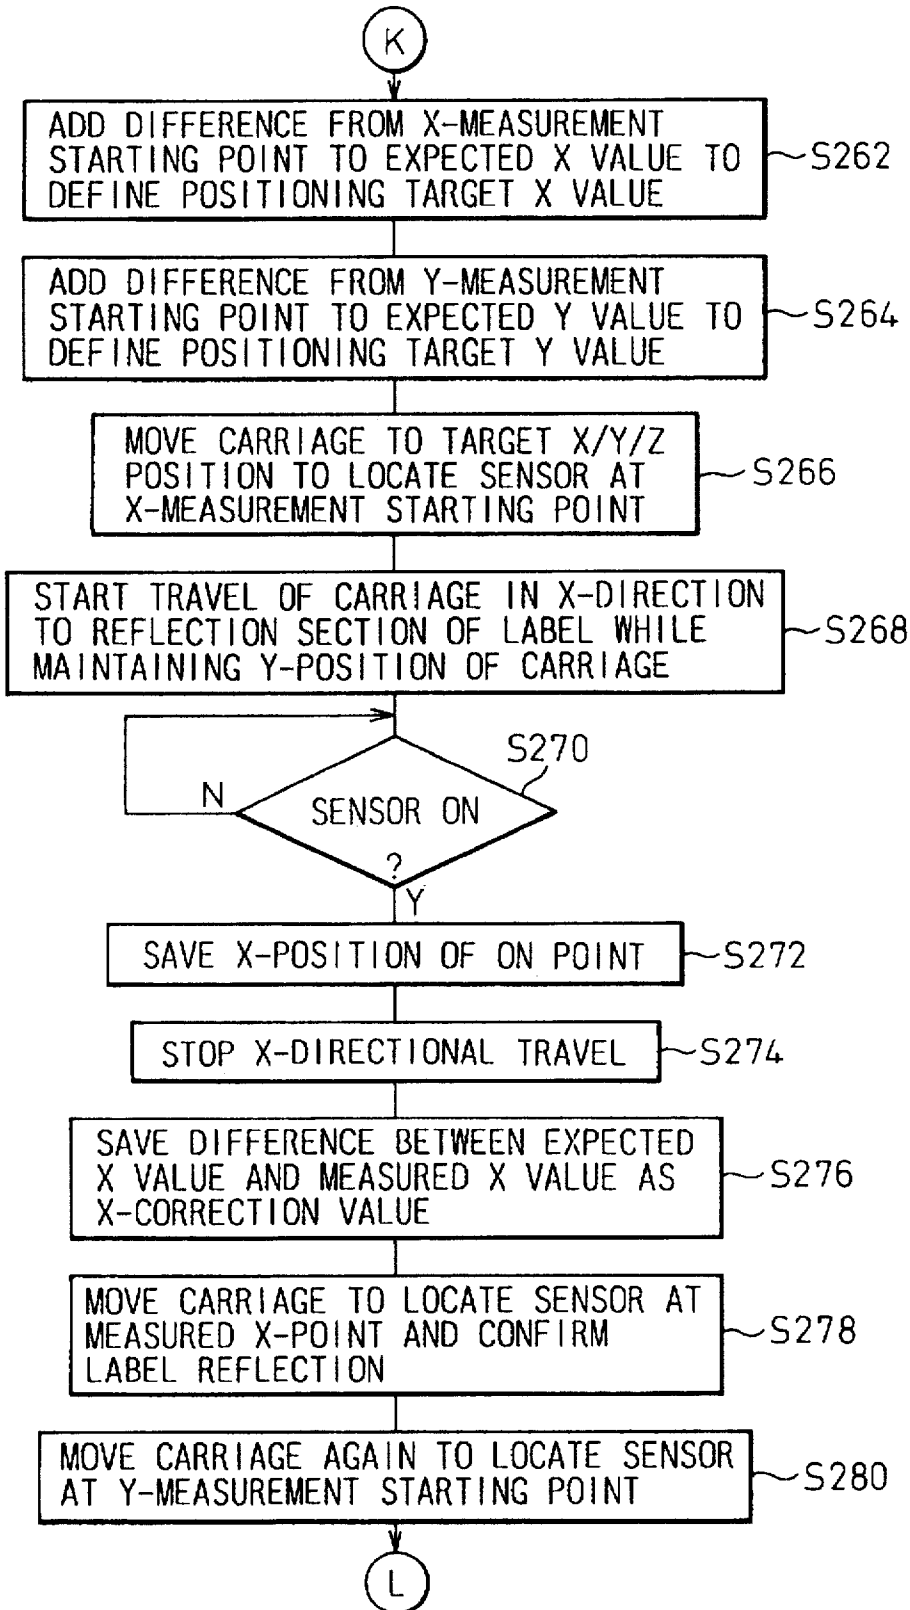 K
ADD DIFFERENCE FROM X-MEASUREMENT
STARTING POINT TO EXPECTED X VALUE TO
DEFINE POSITIONING TARGET X VALUE
S262
ADD DIFFERENCE FROM Y-MEASUREMENT
STARTING POINT TO EXPECTED Y VALUE TO
DEFINE POSITIONING TARGET Y VALUE
S264
MOVE CARRIAGE TO TARGET X/Y/Z
POSITION TO LOCATE SENSOR AT
X-MEASUREMENT STARTING POINT
S266
START TRAVEL OF CARRIAGE IN X-DIRECTION
TO REFLECTION SECTION OF LABEL WHILE
MAINTAINING Y-POSITION OF CARRIAGE
S268
S270
N
SENSOR ON
?
Y
SAVE X-POSITION OF ON POINT
S272
STOP X-DIRECTIONAL TRAVEL
S274
SAVE DIFFERENCE BETWEEN EXPECTED
X VALUE AND MEASURED X VALUE AS
X-CORRECTION VALUE
S276
MOVE CARRIAGE TO LOCATE SENSOR AT
MEASURED X-POINT AND CONFIRM
LABEL REFLECTION
S278
MOVE CARRIAGE AGAIN TO LOCATE SENSOR
AT Y-MEASUREMENT STARTING POINT
S280
L